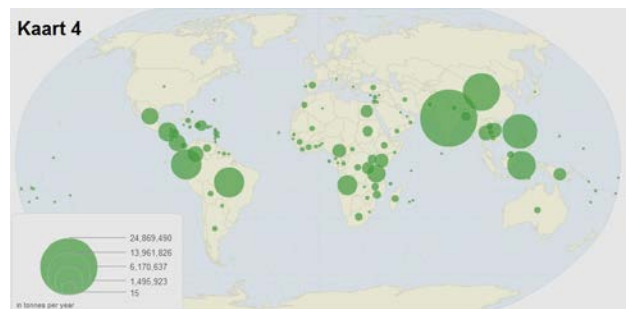 Kaart 4
24,869,490
13,961,826
6,170,637
1,495,923
15
in tonnes per year